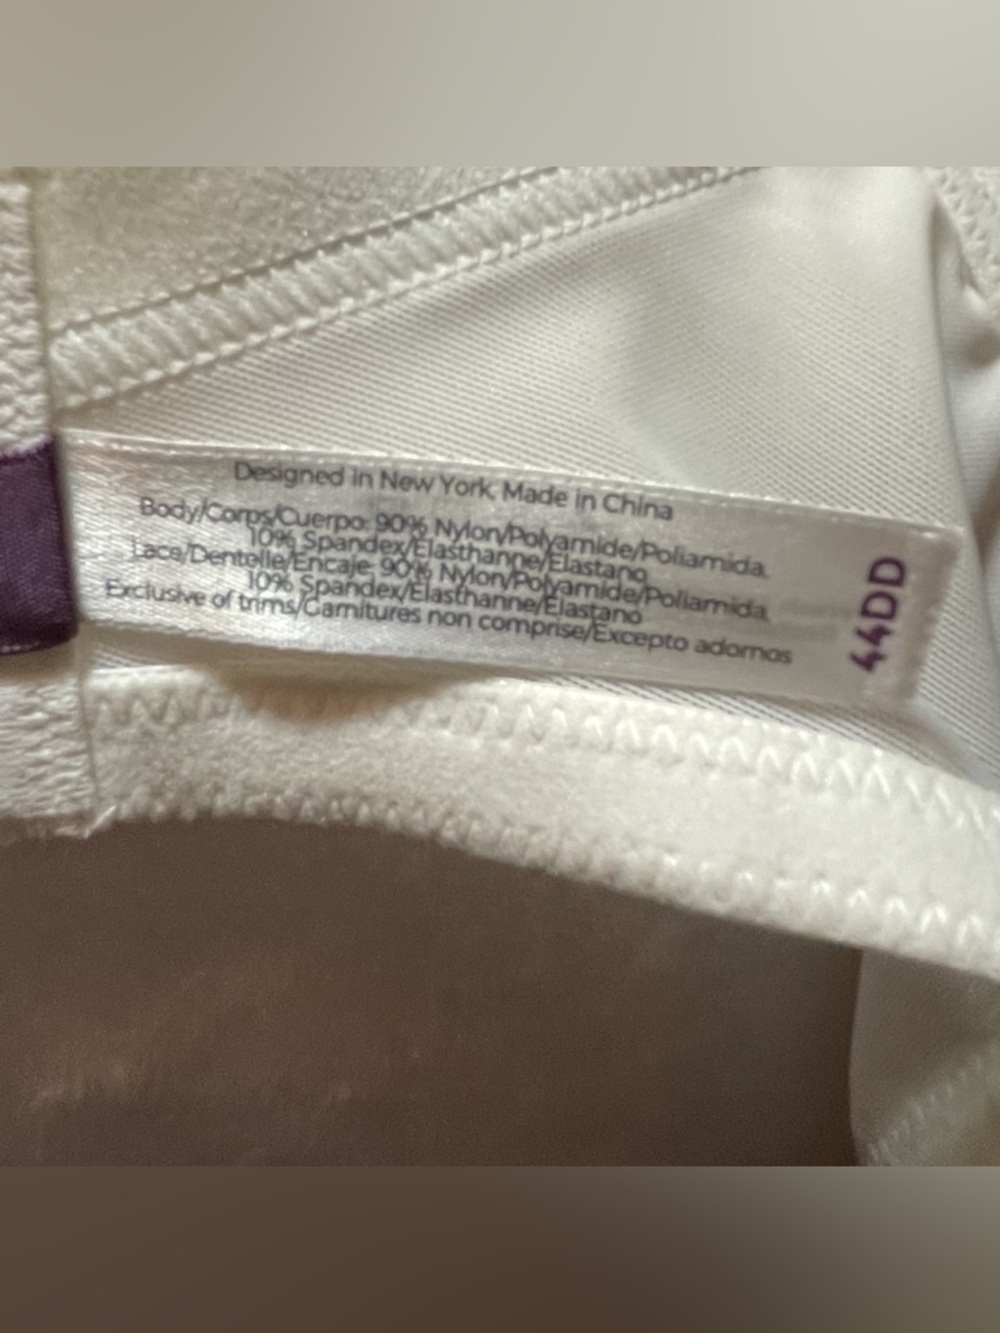 Designed in New York, Made in China
Body/Corps/Cuerpo: 90% Nylon/Polyamide/Poliamida,
10% Spandex/Elasthanne/Elastano
Lace/Dentelle/Encaje: 90% Nylon/Polyamide/Poliamida,
10% Spandex/Elasthanne/Elastano
Exclusive of trims/Garnitures non comprise/Excepto adornos
44DD